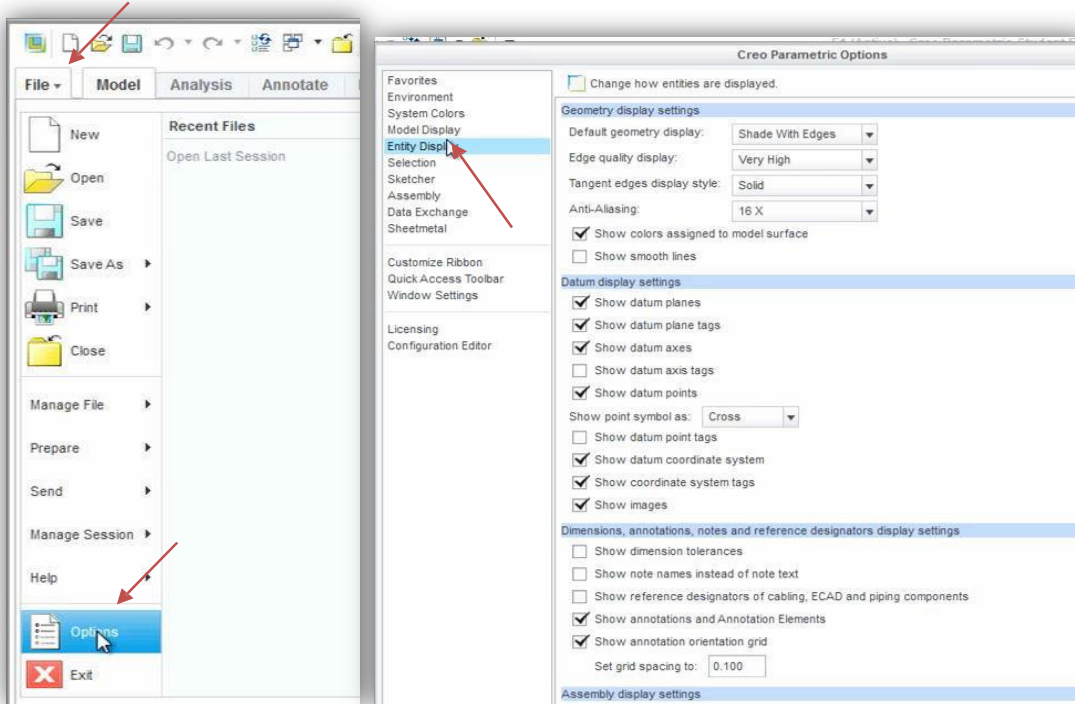 File
Model
Analysis
Annotate
New
Open
Save
Save As
Print
Close
Manage File
Prepare
Send
Manage Session
Help
Options
Exit
Recent Files
Open Last Session
Creo Parametric Options
Favorites
Environment
System Colors
Model Display
Entity Display
Selection
Sketcher
Assembly
Data Exchange
Sheetmetal
Customize Ribbon
Quick Access Toolbar
Window Settings
Licensing
Configuration Editor
Change how entities are displayed.
Geometry display settings
Default geometry display: Shade With Edges
Edge quality display: Very High
Tangent edges display style: Solid
Anti-Aliasing: 16 X
Show colors assigned to model surface
Show smooth lines
Datum display settings
Show datum planes
Show datum plane tags
Show datum axes
Show datum axis tags
Show datum points
Show point symbol as: Cross
Show datum point tags
Show datum coordinate system
Show coordinate system tags
Show images
Dimensions, annotations, notes and reference designators display settings
Show dimension tolerances
Show note names instead of note text
Show reference designators of cabling, ECAD and piping components
Show annotations and Annotation Elements
Show annotation orientation grid
Set grid spacing to: 0.100
Assembly display settings